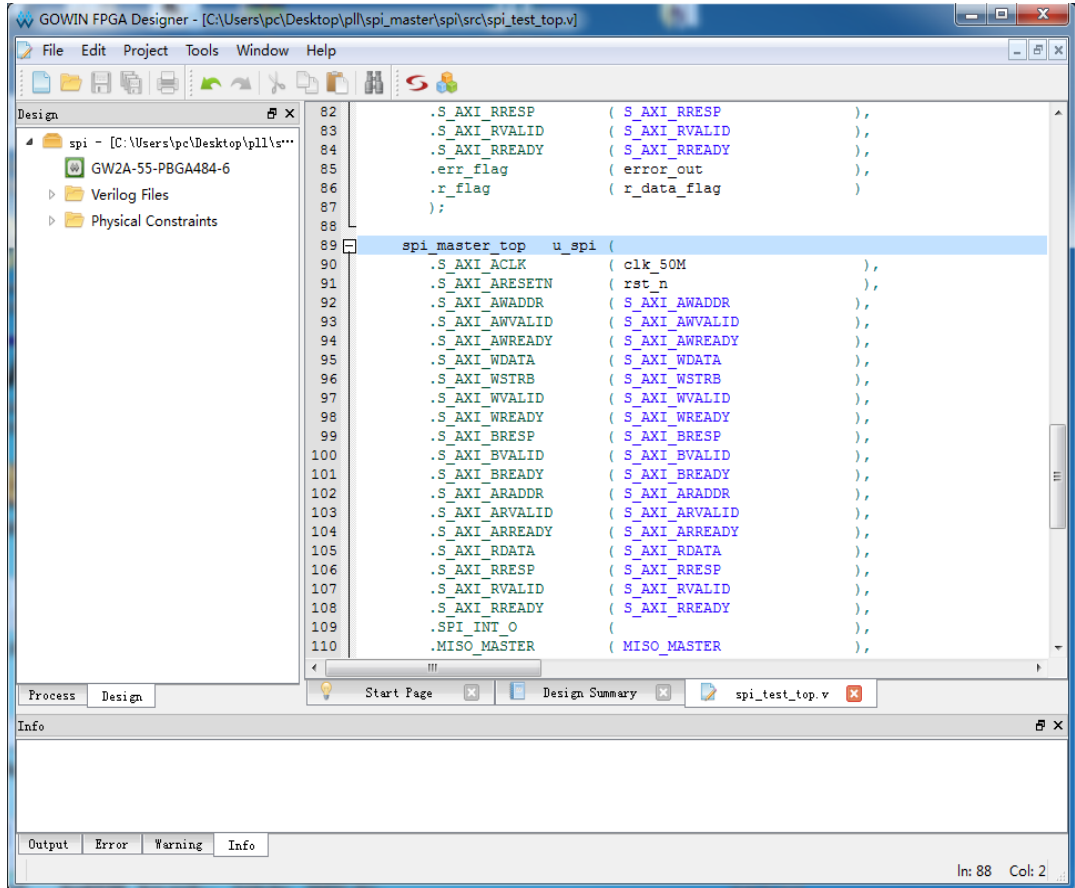 GOWIN FPGA Designer - [C:\Users\pc\Desktop\pll\spi_master\spi\src\spi_test_top.v]
File Edit Project Tools Window Help
Design
spi - [C:\Users\pc\Desktop\pll\s...
GW2A-55-PBGA484-6
Verilog Files
Physical Constraints
82 .S_AXI_RRESP ( S_AXI_RRESP ),
83 .S_AXI_RVALID ( S_AXI_RVALID ),
84 .S_AXI_RREADY ( S_AXI_RREADY ),
85 .err_flag ( error_out ),
86 .r_flag ( r_data_flag )
87 );
88
89 spi_master_top u_spi (
90 .S_AXI_ACLK ( clk_50M ),
91 .S_AXI_ARESETN ( rst_n ),
92 .S_AXI_AWADDR ( S_AXI_AWADDR ),
93 .S_AXI_AWVALID ( S_AXI_AWVALID ),
94 .S_AXI_AWREADY ( S_AXI_AWREADY ),
95 .S_AXI_WDATA ( S_AXI_WDATA ),
96 .S_AXI_WSTRB ( S_AXI_WSTRB ),
97 .S_AXI_WVALID ( S_AXI_WVALID ),
98 .S_AXI_WREADY ( S_AXI_WREADY ),
99 .S_AXI_BRESP ( S_AXI_BRESP ),
100 .S_AXI_BVALID ( S_AXI_BVALID ),
101 .S_AXI_BREADY ( S_AXI_BREADY ),
102 .S_AXI_ARADDR ( S_AXI_ARADDR ),
103 .S_AXI_ARVALID ( S_AXI_ARVALID ),
104 .S_AXI_ARREADY ( S_AXI_ARREADY ),
105 .S_AXI_RDATA ( S_AXI_RDATA ),
106 .S_AXI_RRESP ( S_AXI_RRESP ),
107 .S_AXI_RVALID ( S_AXI_RVALID ),
108 .S_AXI_RREADY ( S_AXI_RREADY ),
109 .SPI_INT_O ( ),
110 .MISO_MASTER ( MISO_MASTER ),
Process Design
Start Page Design Summary spi_test_top.v
Info
Output Error Warning Info
ln: 88 Col: 2